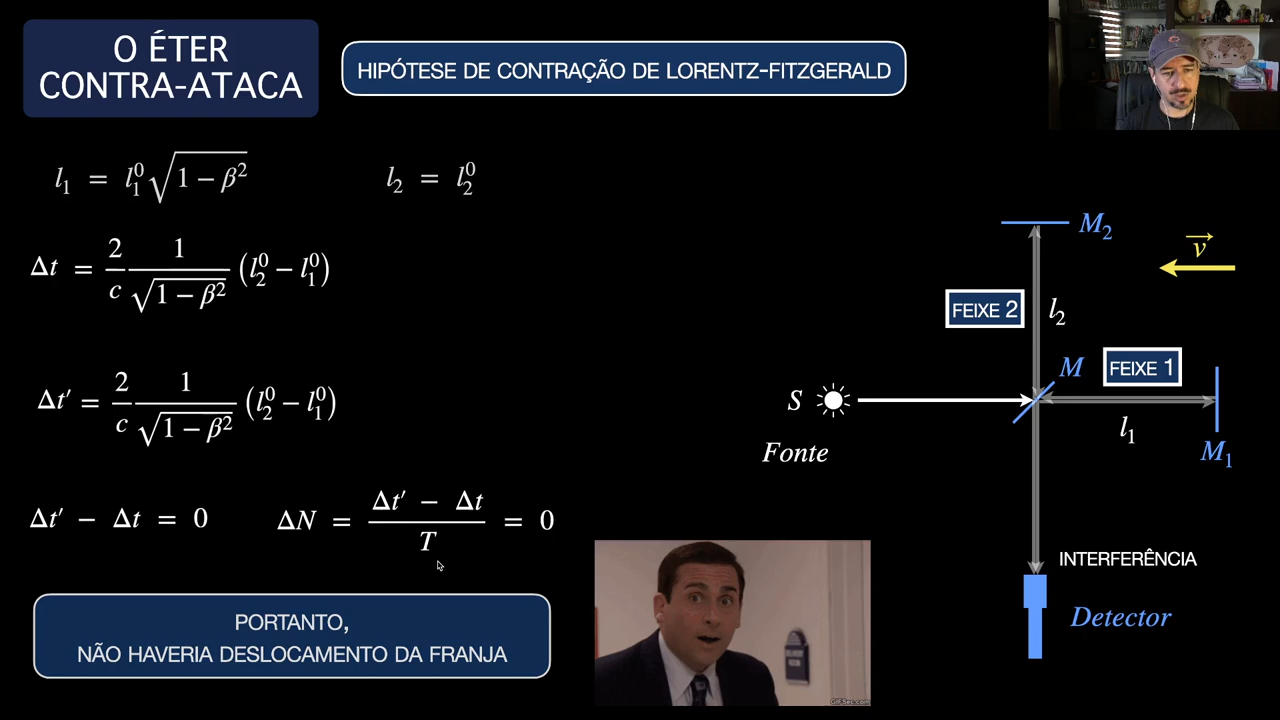 O ÉTER
CONTRA-ATACA
HIPÓTESE DE CONTRAÇÃO DE LORENTZ-FITZGERALD
l₁ = l₁⁰√(1 − β²)
l₂ = l₂⁰
Δt = 2/c 1/√(1 − β²) (l₂⁰ − l₁⁰)
Δt′ = 2/c 1/√(1 − β²) (l₂⁰ − l₁⁰)
Δt′ − Δt = 0
ΔN = (Δt′ − Δt)/T = 0
PORTANTO,
NÃO HAVERIA DESLOCAMENTO DA FRANJA
M₂
v⃗
FEIXE 2
l₂
M
FEIXE 1
S
l₁
Fonte
M₁
INTERFERÊNCIA
Detector
GIFSec.com